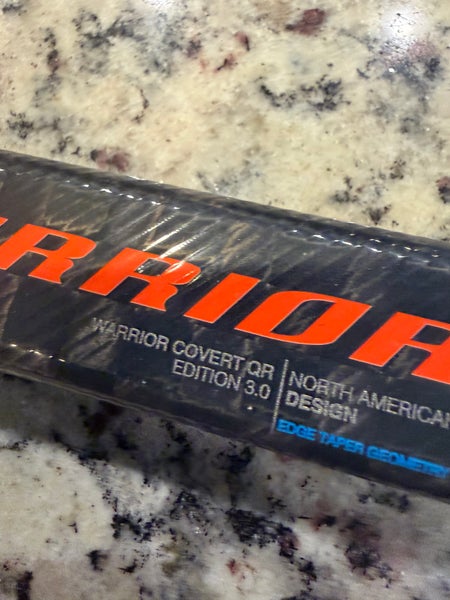 RRIOR
WARRIOR COVERT QR
EDITION 3.0
NORTH AMERICAN
DESIGN
EDGE TAPER GEOMETRY